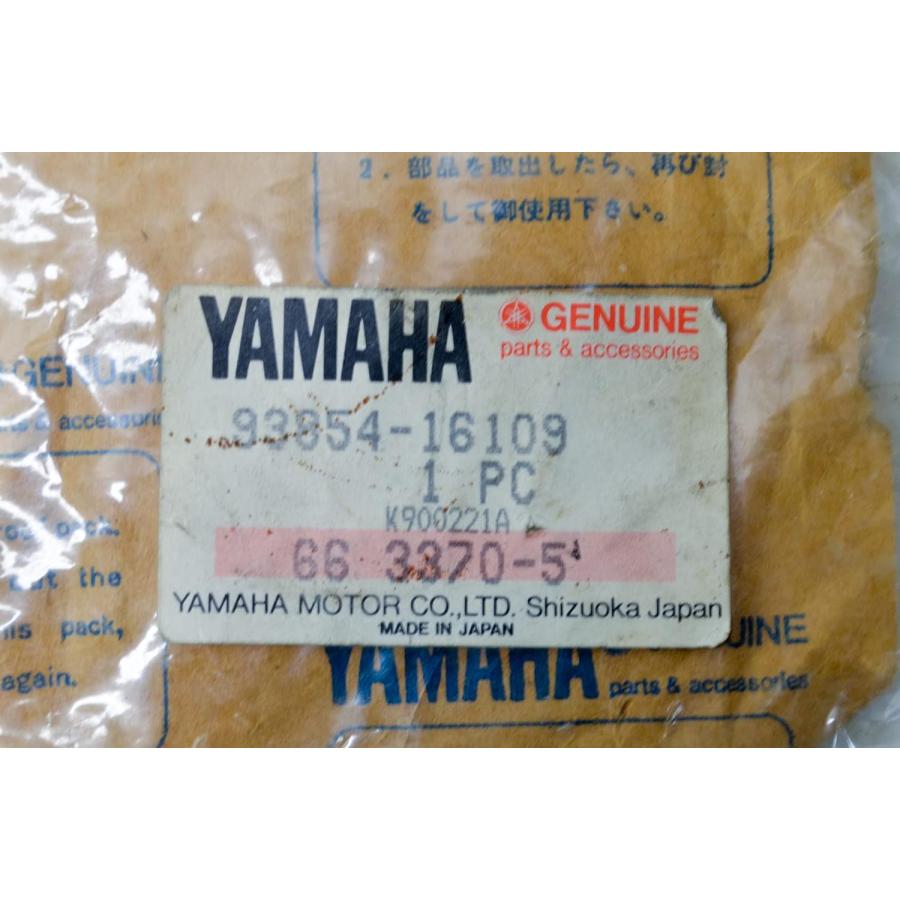 2. 部品を取出したら、再び封
をして御使用下さい。
YAMAHA GENUINE
parts & accessories
93854-16109
1 PC
K900221A
66 3370-5
YAMAHA MOTOR CO.,LTD. Shizuoka Japan
MADE IN JAPAN
GENUINE
& accessories
pack.
the
pack,
again.
YAMAHA
parts & accessories